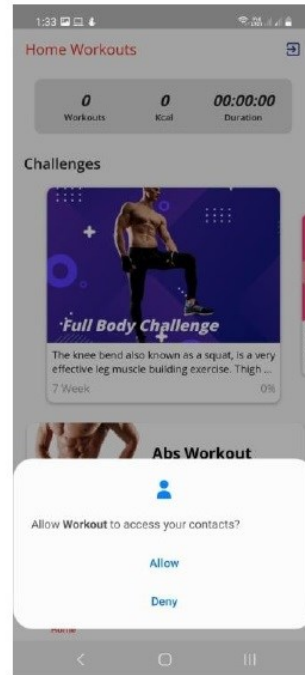 1:33
Home Workouts
0 0 00:00:00
Workouts Kcal Duration
Challenges
Full Body Challenge
The knee bend also known as a squat, is a very
effective leg muscle building exercise. Thigh ...
7 Week 0%
Abs Workout
Allow Workout to access your contacts?
Allow
Deny
Home